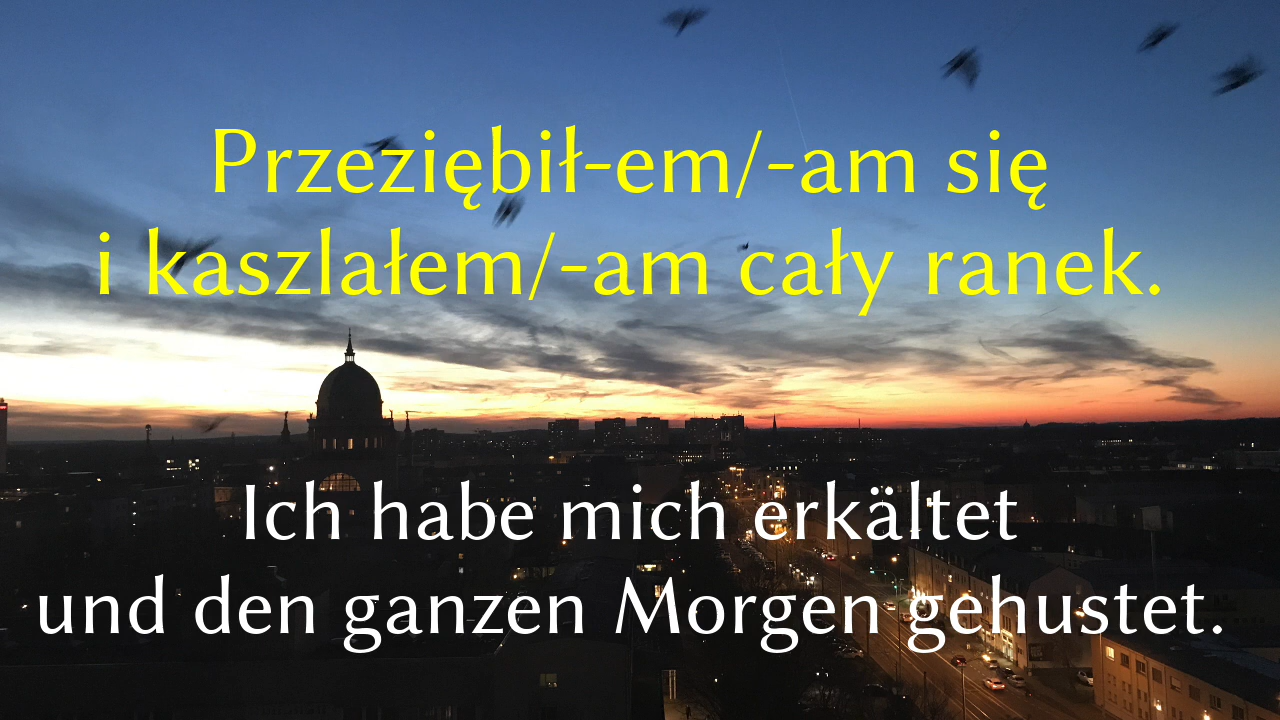 Przeziębił-em/-am się
i kaszlałem/-am cały ranek.
Ich habe mich erkältet
und den ganzen Morgen gehustet.